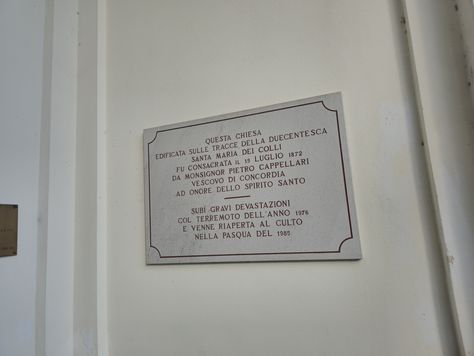 QUESTA CHIESA
EDIFICATA SULLE TRACCE DELLA DUECENTESCA
SANTA MARIA DEI COLLI
FU CONSACRATA IL 15 LUGLIO 1872
DA MONSIGNOR PIETRO CAPPELLARI
VESCOVO DI CONCORDIA
AD ONORE DELLO SPIRITO SANTO
SUBÌ GRAVI DEVASTAZIONI
COL TERREMOTO DELL'ANNO 1976
E VENNE RIAPERTA AL CULTO
NELLA PASQUA DEL 1985